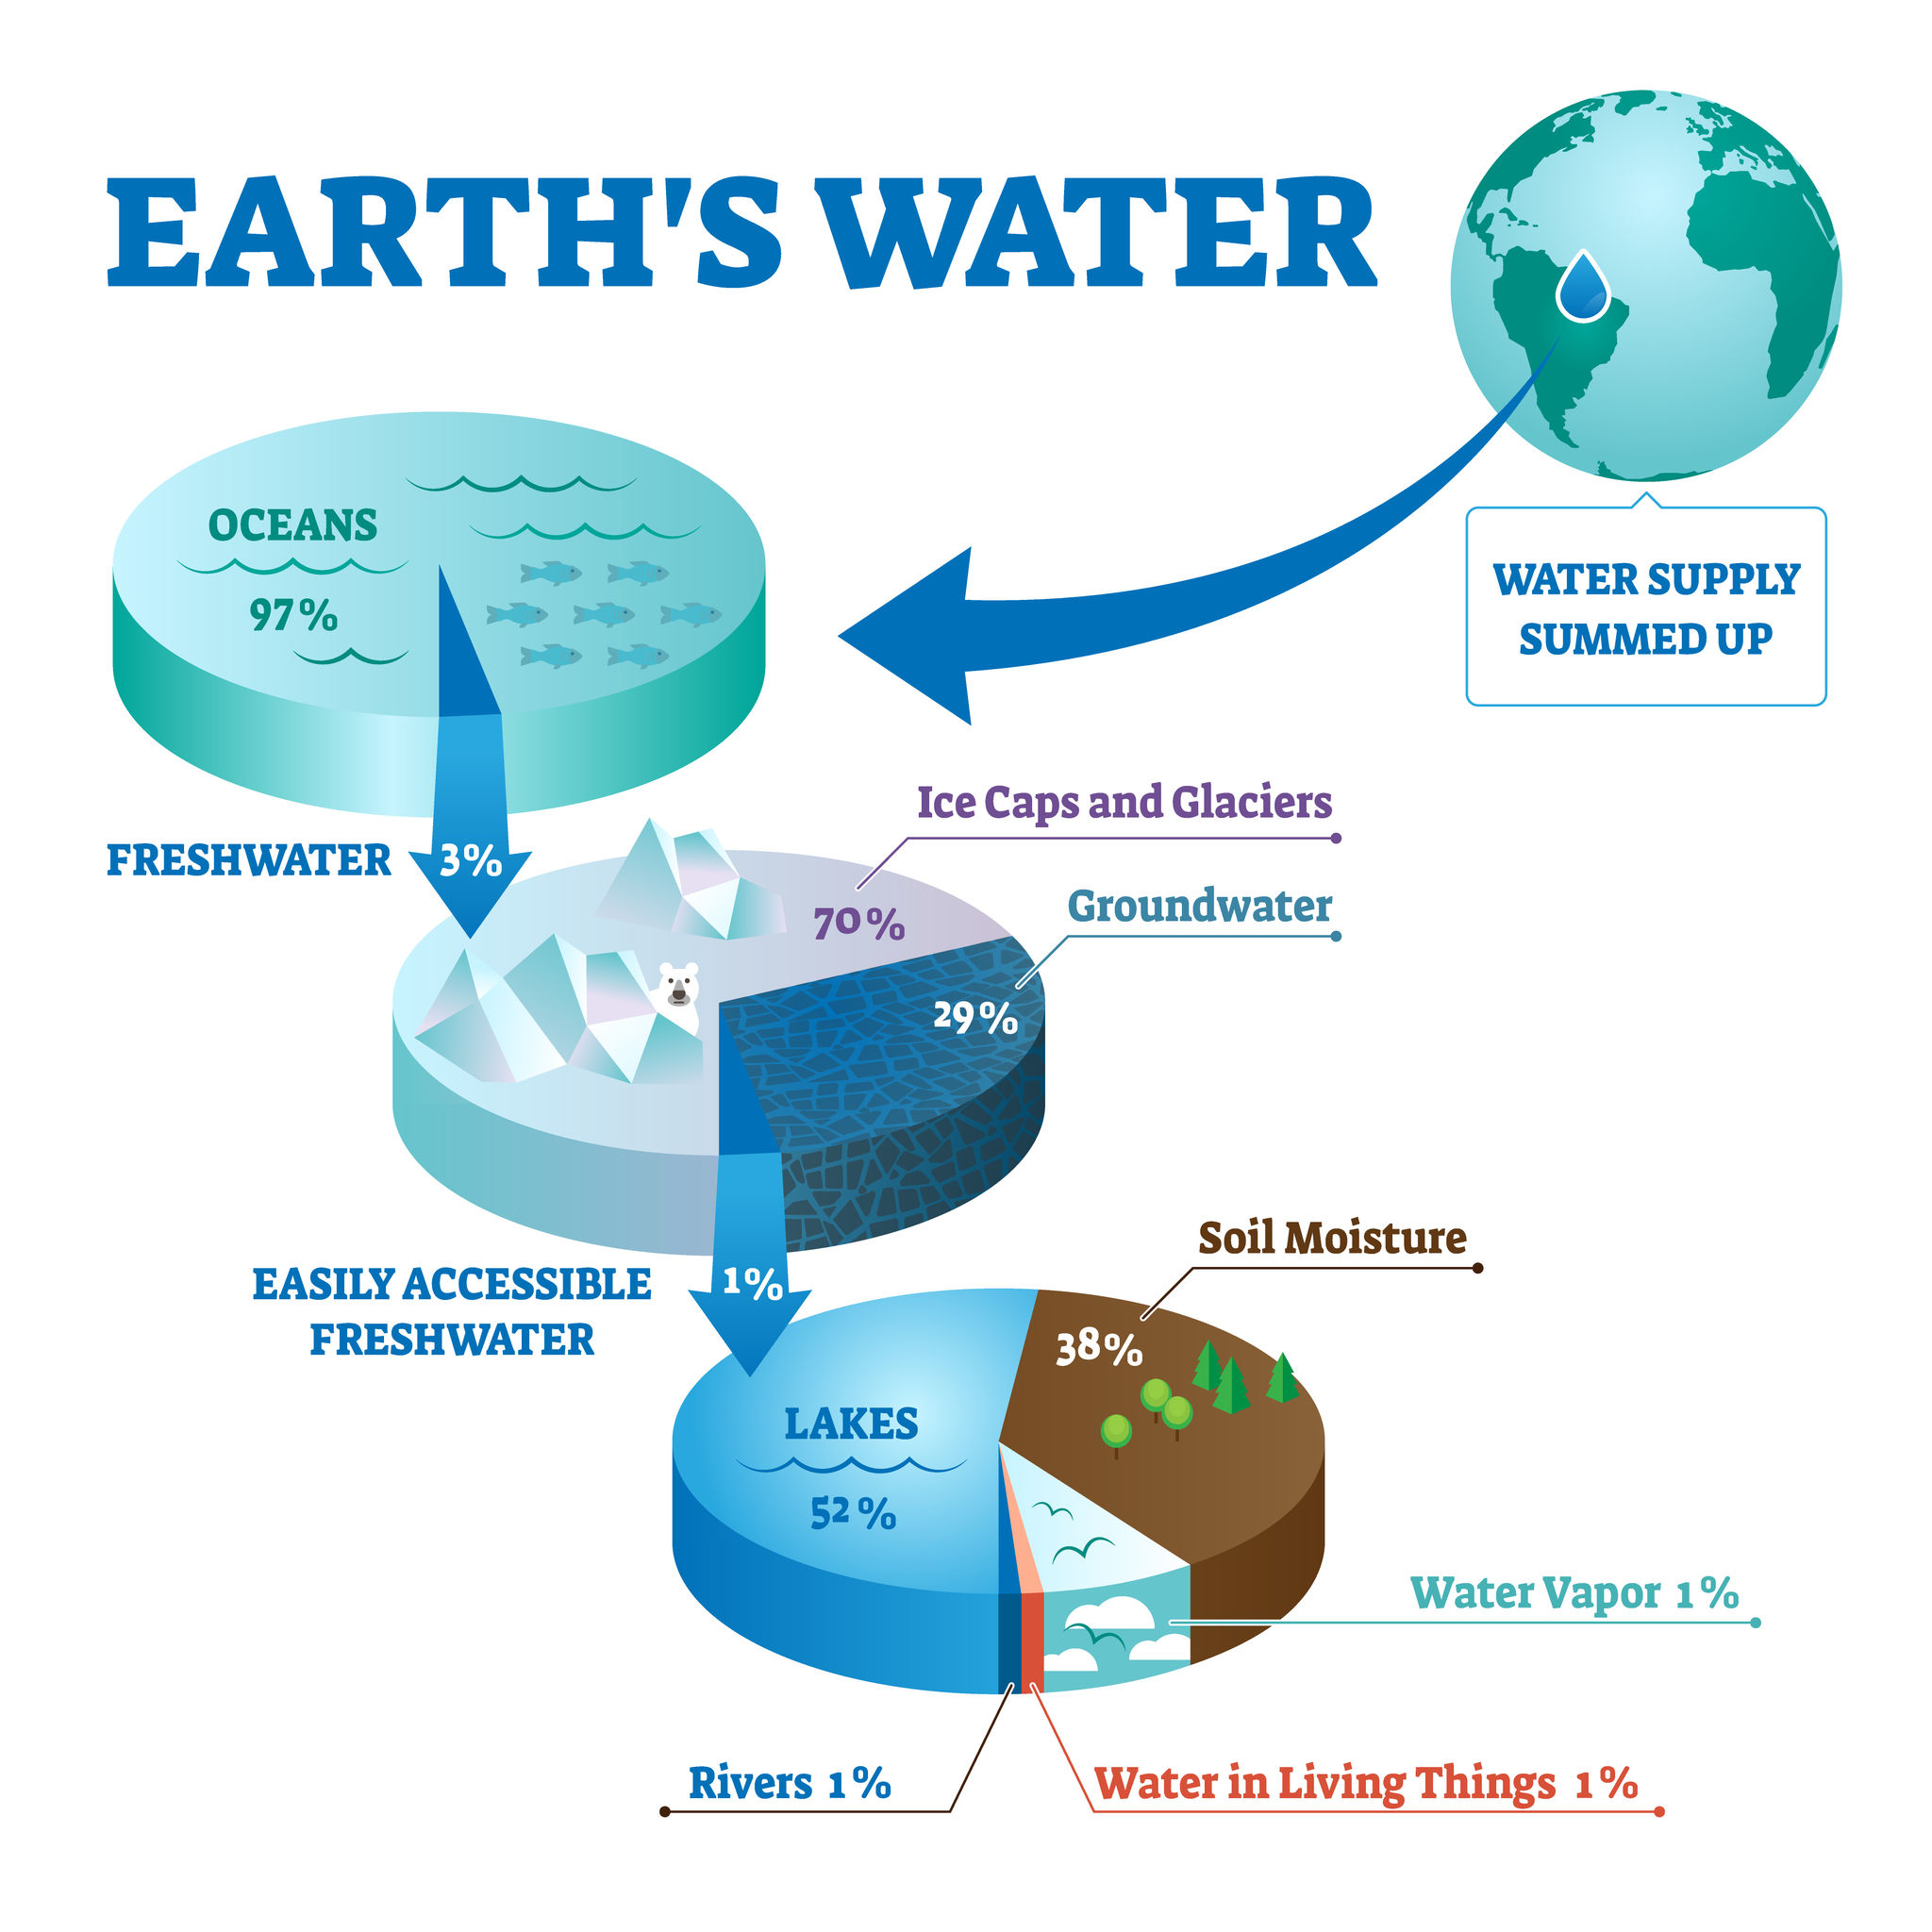 EARTH'S WATER
WATER SUPPLY
SUMMED UP
OCEANS
97%
FRESHWATER
3%
Ice Caps and Glaciers
70%
Groundwater
29%
EASILY ACCESSIBLE
FRESHWATER
1%
Soil Moisture
38%
LAKES
52%
Water Vapor 1%
Rivers 1%
Water in Living Things 1%